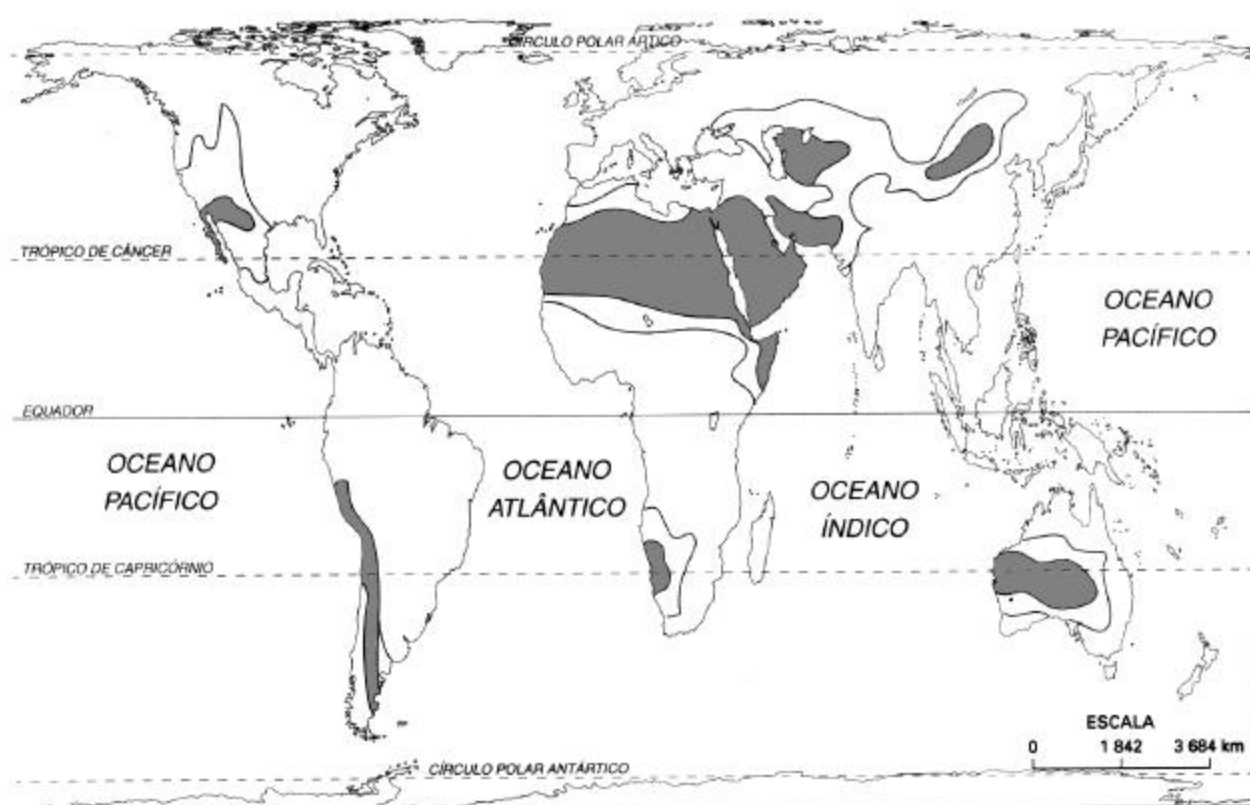 CÍRCULO POLAR ÁRTICO
TRÓPICO DE CÂNCER
OCEANO
PACÍFICO
EQUADOR
OCEANO
PACÍFICO
OCEANO
ATLÂNTICO
OCEANO
ÍNDICO
TRÓPICO DE CAPRICÓRNIO
ESCALA
0 1 842 3 684 km
CÍRCULO POLAR ANTÁRTICO